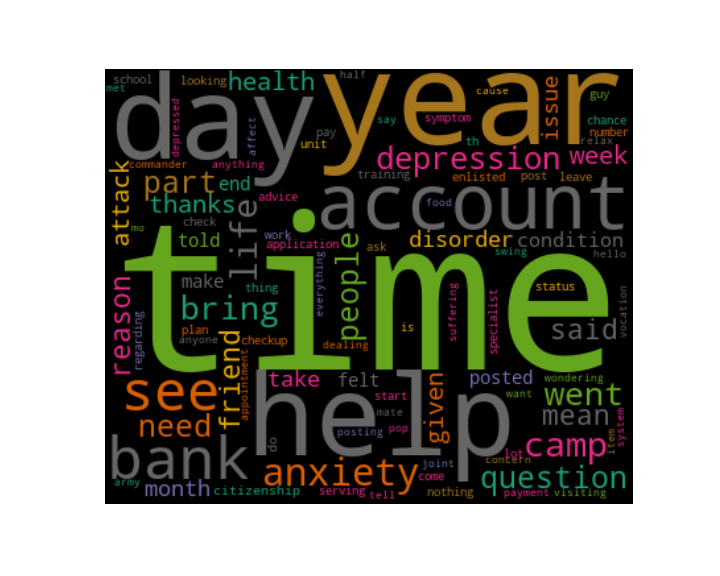 school
looking
health
half
met
day
year
cause
issue
guy
depressed
affect
say
symptom
chance
pay
unit
th
number
relax
commander
anything
depression
week
attack
part
end
training
enlisted
post
leave
thanks
advice
account
food
check
life
work
ma
told
application
people
ask
disorder
condition
swing
hello
time
everything
make
thing
reason
regarding
bring
suffering
specialist
status
vocation
plan
is
said
anyone
friend
checkup
dealing
appointment
see
take
felt
given
posted
wondering
help
start
want
went
need
mate
mean
do
posting
pop
item
system
bank
camp
lot
anxiety
joint
concern
come
question
army
month
citizenship
serving
tell
nothing
payment
visiting